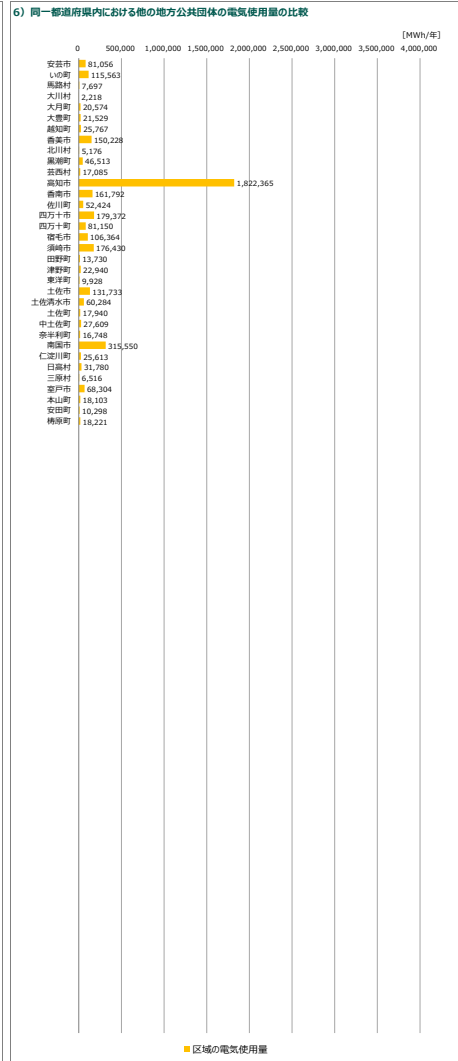 6）同一都道府県内における他の地方公共団体の電気使用量の比較
[MWh/年]
0 500,000 1,000,000 1,500,000 2,000,000 2,500,000 3,000,000 3,500,000 4,000,000
安芸市 81,056
いの町 115,563
馬路村 7,697
大川村 2,218
大月町 20,574
大豊町 21,529
越知町 25,767
香美市 150,228
北川村 5,176
黒潮町 46,513
芸西村 17,085
高知市 1,822,365
香南市 161,792
佐川町 52,424
四万十市 179,372
四万十町 81,150
宿毛市 106,364
須崎市 176,430
田野町 13,730
津野町 22,940
東洋町 9,928
土佐市 131,733
土佐清水市 60,284
土佐町 17,940
中土佐町 27,609
奈半利町 16,748
南国市 315,550
仁淀川町 25,613
日高村 31,780
三原村 6,516
室戸市 68,304
本山町 18,103
安田町 10,298
梼原町 18,221
区域の電気使用量